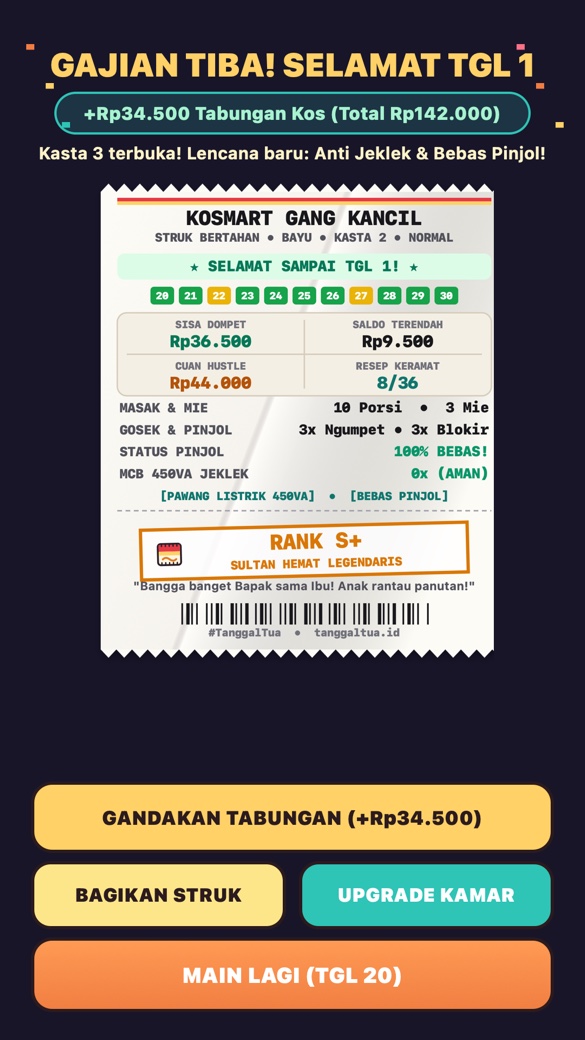 GAJIAN TIBA! SELAMAT TGL 1
+Rp34.500 Tabungan Kos (Total Rp142.000)
Kasta 3 terbuka! Lencana baru: Anti Jeklek & Bebas Pinjol!
KOSMART GANG KANCIL
STRUK BERTAHAN • BAYU • KASTA 2 • NORMAL
★ SELAMAT SAMPAI TGL 1! ★
20 21 22 23 24 25 26 27 28 29 30
SISA DOMPET SALDO TERENDAH
Rp36.500 Rp9.500
CUAN HUSTLE RESEP KERAMAT
Rp44.000 8/36
MASAK & MIE 10 Porsi • 3 Mie
GOSEK & PINJOL 3x Ngumpet • 3x Blokir
STATUS PINJOL 100% BEBAS!
MCB 450VA JEKLEK 0x (AMAN)
[PAWANG LISTRIK 450VA] • [BEBAS PINJOL]
RANK S+
SULTAN HEMAT LEGENDARIS
"Bangga banget Bapak sama Ibu! Anak rantau panutan!"
#TanggalTua • tanggaltua.id
GANDAKAN TABUNGAN (+Rp34.500)
BAGIKAN STRUK UPGRADE KAMAR
MAIN LAGI (TGL 20)